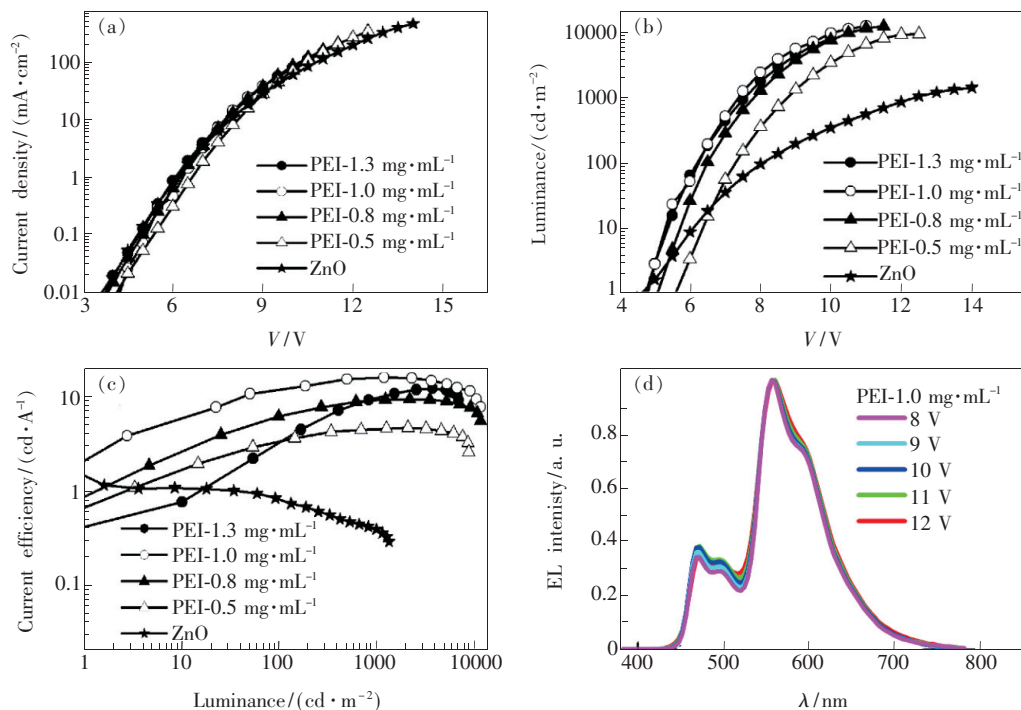 (a)
Current density/(mA·cm⁻²)
100
10
1
0.1
0.01
PEI-1.3 mg·mL⁻¹
PEI-1.0 mg·mL⁻¹
PEI-0.8 mg·mL⁻¹
PEI-0.5 mg·mL⁻¹
ZnO
3 6 9 12 15
V/V
(b)
Luminance/(cd·m⁻²)
10000
1000
100
10
1
PEI-1.3 mg·mL⁻¹
PEI-1.0 mg·mL⁻¹
PEI-0.8 mg·mL⁻¹
PEI-0.5 mg·mL⁻¹
ZnO
4 6 8 10 12 14
V/V
(c)
Current efficiency/(cd·A⁻¹)
10
1
0.1
PEI-1.3 mg·mL⁻¹
PEI-1.0 mg·mL⁻¹
PEI-0.8 mg·mL⁻¹
PEI-0.5 mg·mL⁻¹
ZnO
1 10 100 1000 10000
Luminance/(cd·m⁻²)
(d)
EL intenisty/a. u.
0.8
0.6
0.4
0.2
0
PEI-1.0 mg·mL⁻¹
8 V
9 V
10 V
11 V
12 V
400 500 600 700 800
λ/nm